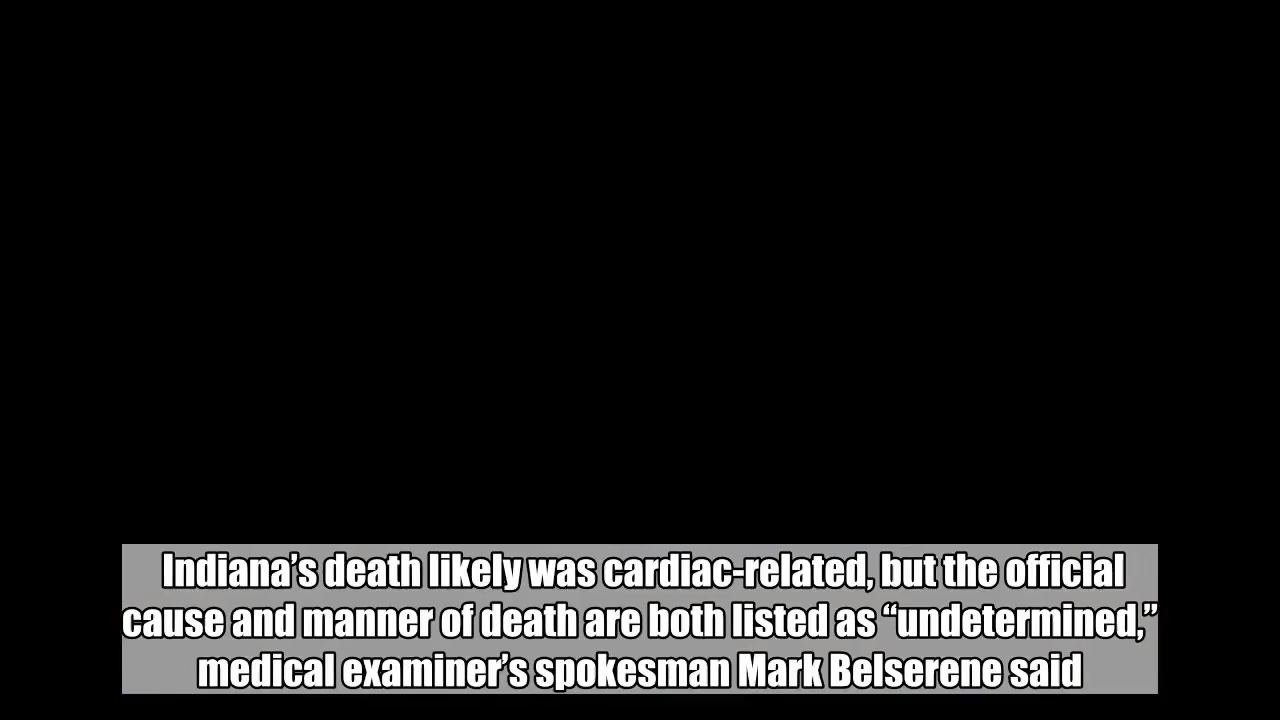 Indiana’s death likely was cardiac-related, but the official
cause and manner of death are both listed as “undetermined,”
medical examiner’s spokesman Mark Belserene said